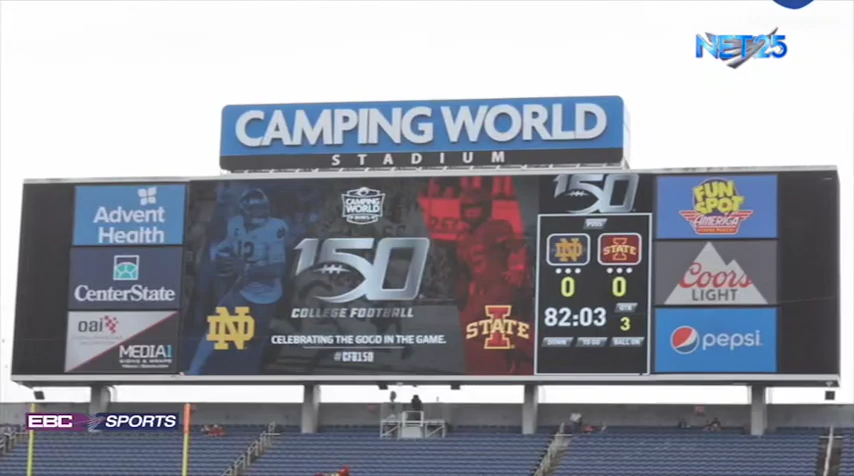 NET25
CAMPING WORLD
STADIUM
Advent
Health
CenterState
oai
MEDIA1
12
CAMPING
WORLD
150
COLLEGE FOOTBALL
CELEBRATING THE GOOD IN THE GAME.
#CFB150
ND
STATE
150
ND
STATE
0
0
82:03
QTR
3
DOWN
TO GO
BALL ON
FUN
SPOT
AMERICA
Coors
LIGHT
pepsi
EBC SPORTS